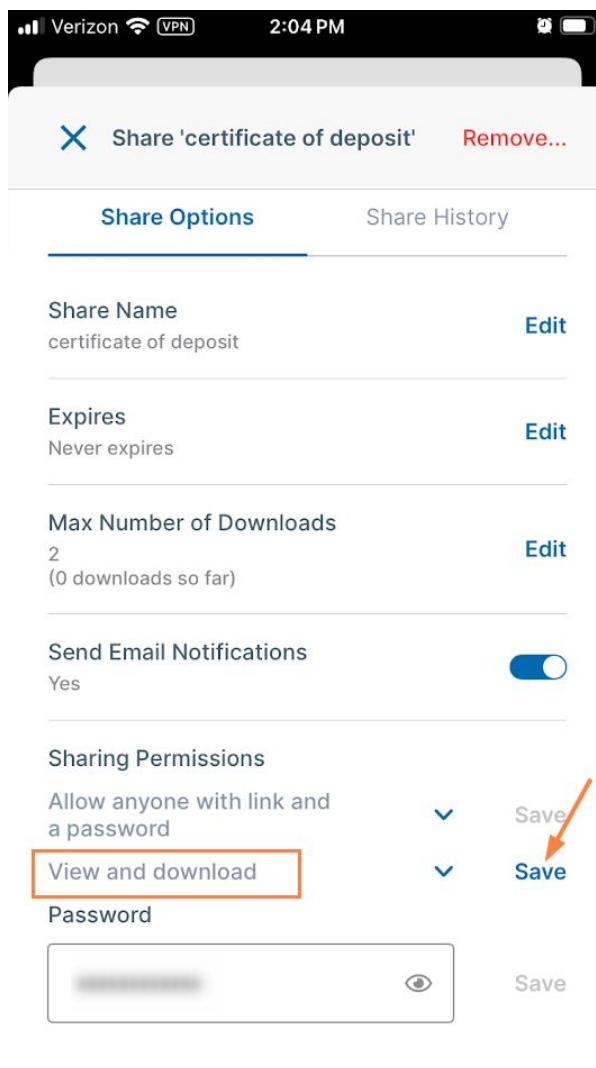 Verizon VPN 2:04 PM
Share 'certificate of deposit' Remove...
Share Options Share History
Share Name
certificate of deposit
Edit
Expires
Never expires
Edit
Max Number of Downloads
2
(0 downloads so far)
Edit
Send Email Notifications
Yes
Sharing Permissions
Allow anyone with link and
a password
Save
View and download Save
Password
Save